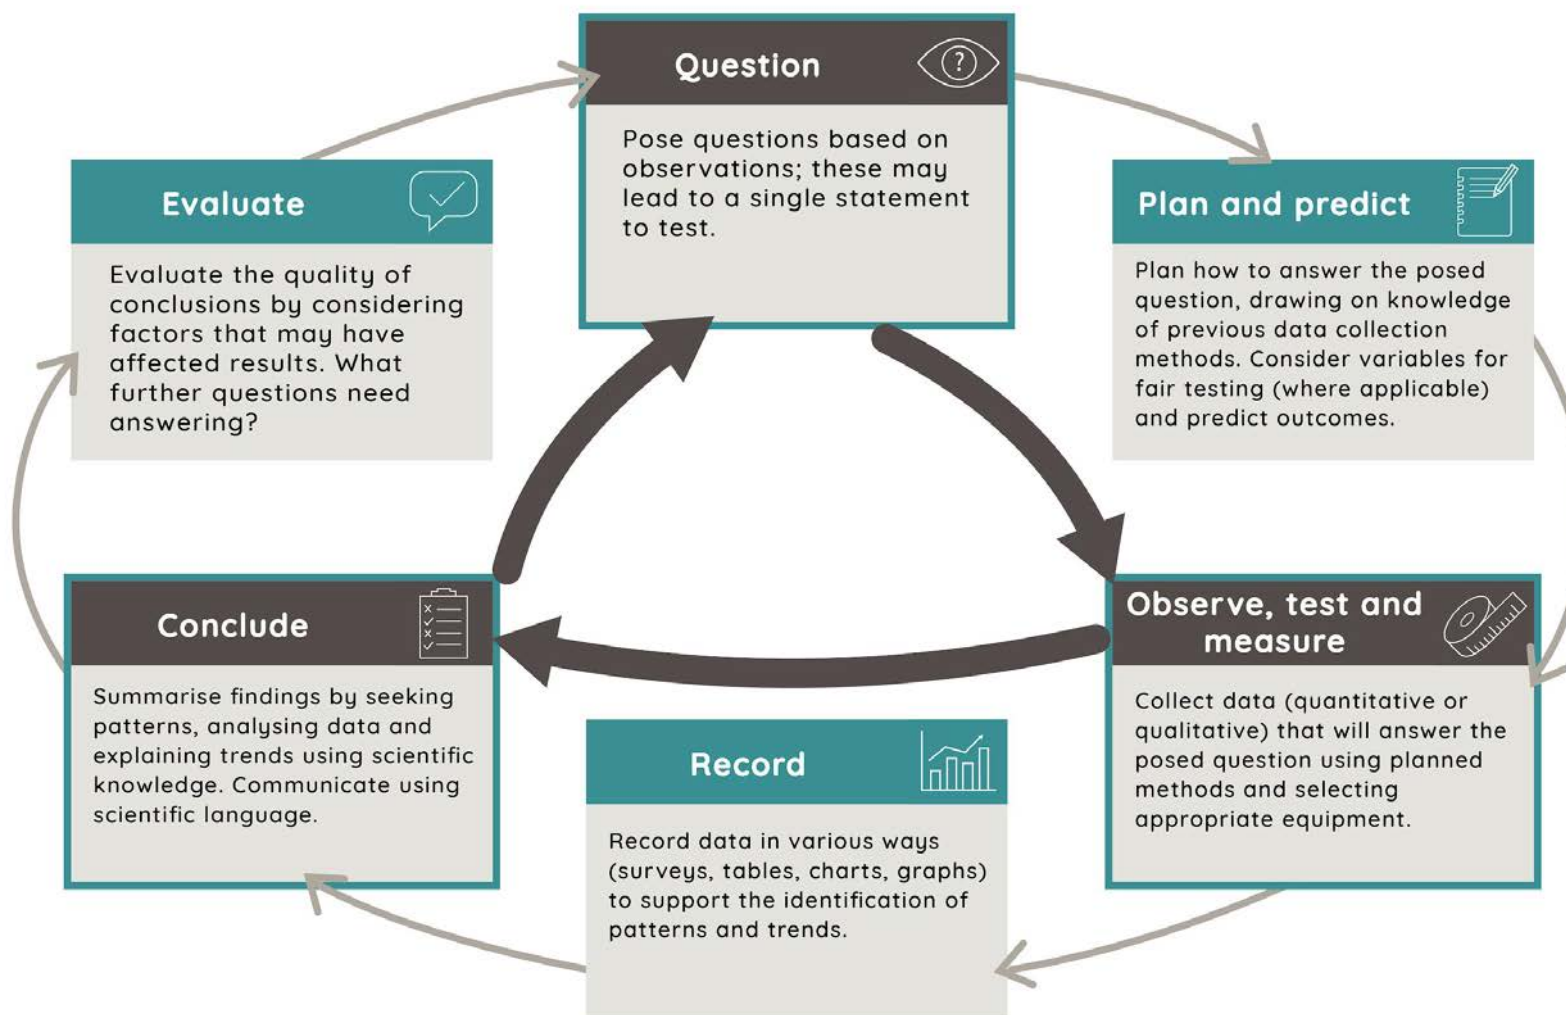 Question
?
Pose questions based on
observations; these may
lead to a single statement
to test.
Plan and predict
Plan how to answer the posed
question, drawing on knowledge
of previous data collection
methods. Consider variables for
fair testing (where applicable)
and predict outcomes.
Observe, test and
measure
Collect data (quantitative or
qualitative) that will answer the
posed question using planned
methods and selecting
appropriate equipment.
Record
Record data in various ways
(surveys, tables, charts, graphs)
to support the identification of
patterns and trends.
Conclude
Summarise findings by seeking
patterns, analysing data and
explaining trends using scientific
knowledge. Communicate using
scientific language.
Evaluate
Evaluate the quality of
conclusions by considering
factors that may have
affected results. What
further questions need
answering?